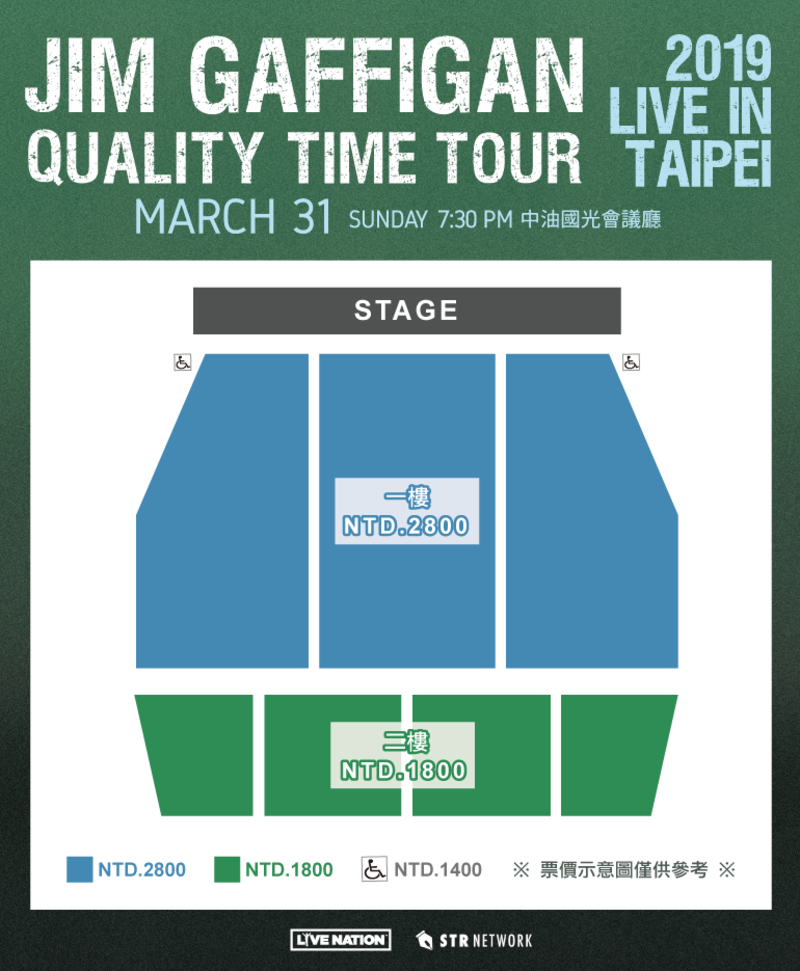 JIM GAFFIGAN
QUALITY TIME TOUR
2019
LIVE IN
TAIPEI
MARCH 31 SUNDAY 7:30 PM 中油國光會議廳
STAGE
一樓
NTD.2800
二樓
NTD.1800
NTD.2800 NTD.1800 NTD.1400 ※ 票價示意圖僅供參考 ※
LIVE NATION STR NETWORK